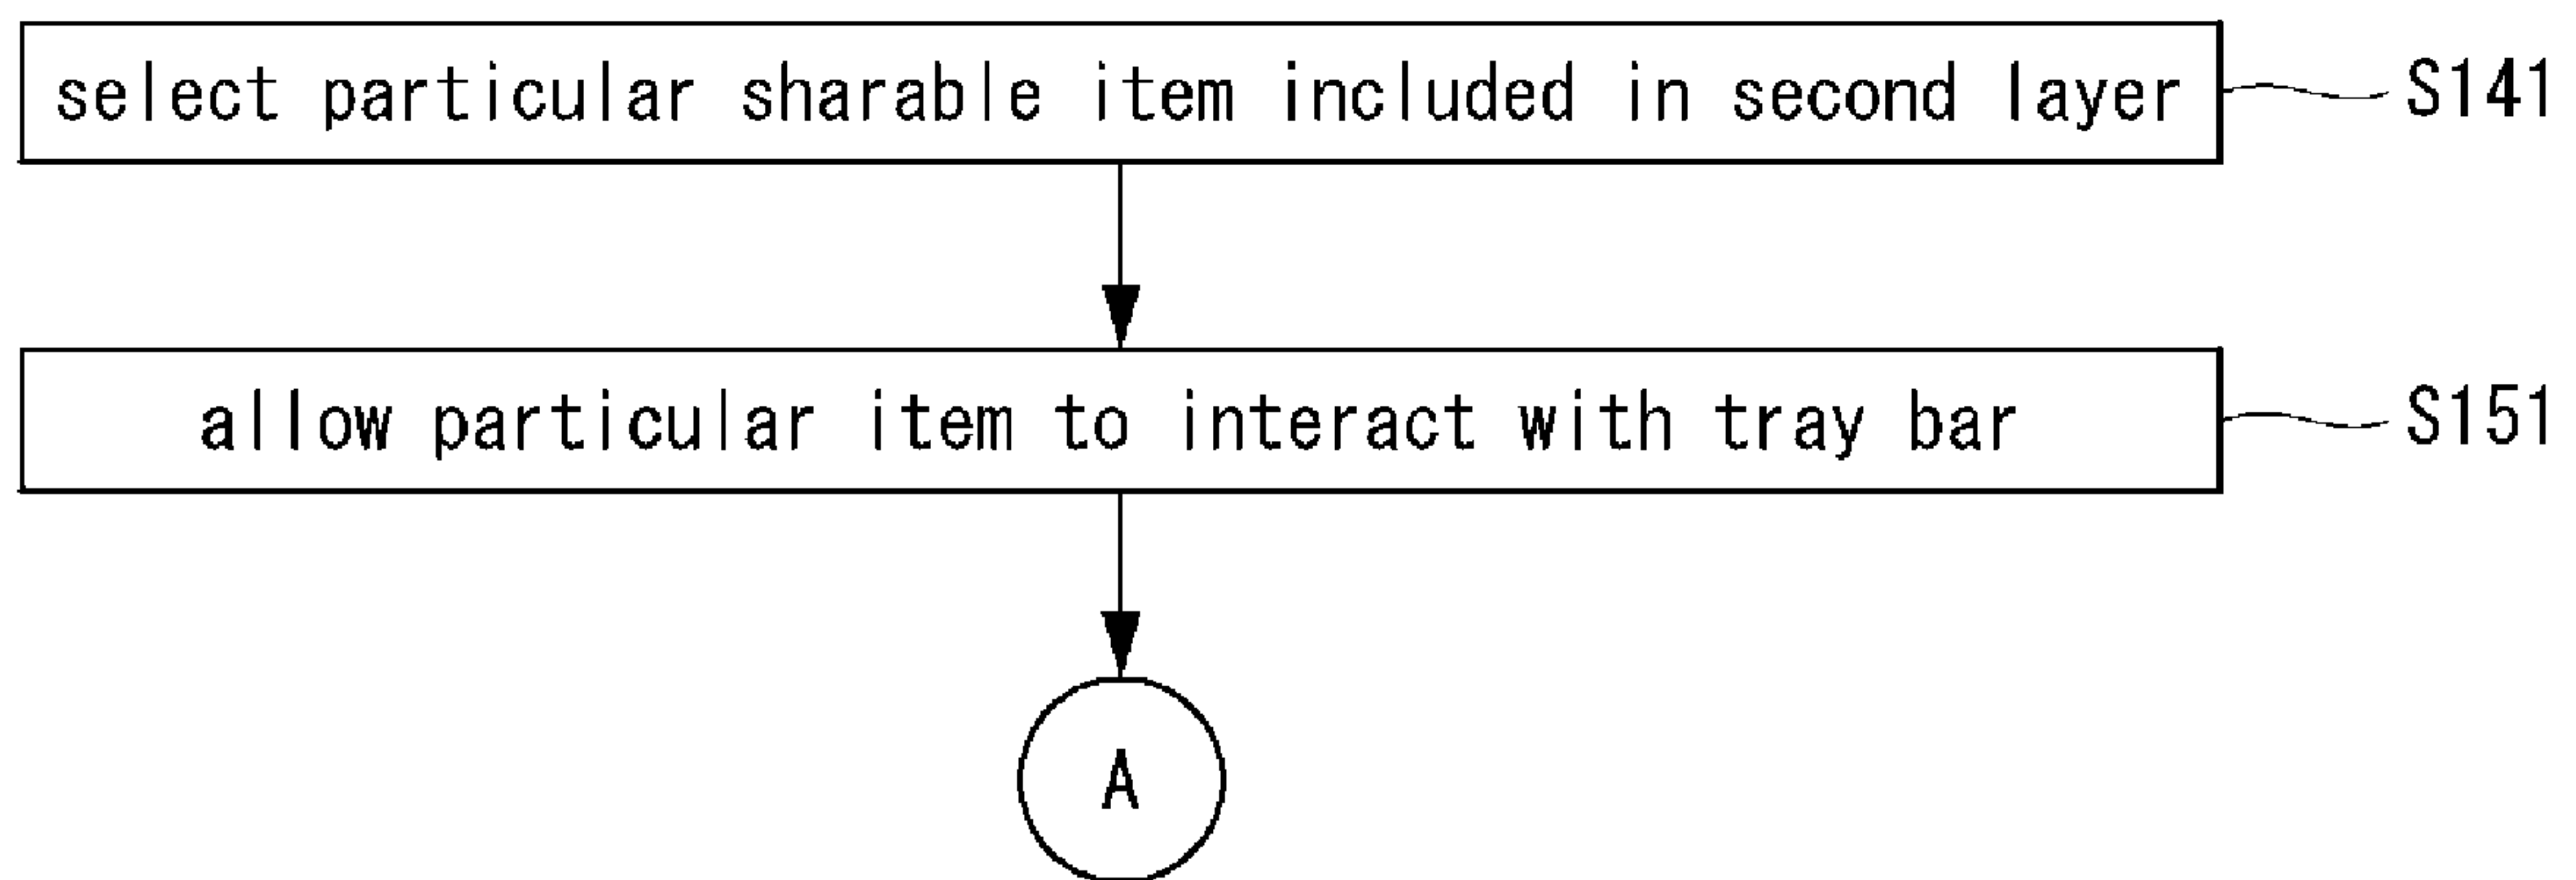 select particular sharable item included in second layer S141
allow particular item to interact with tray bar S151
A